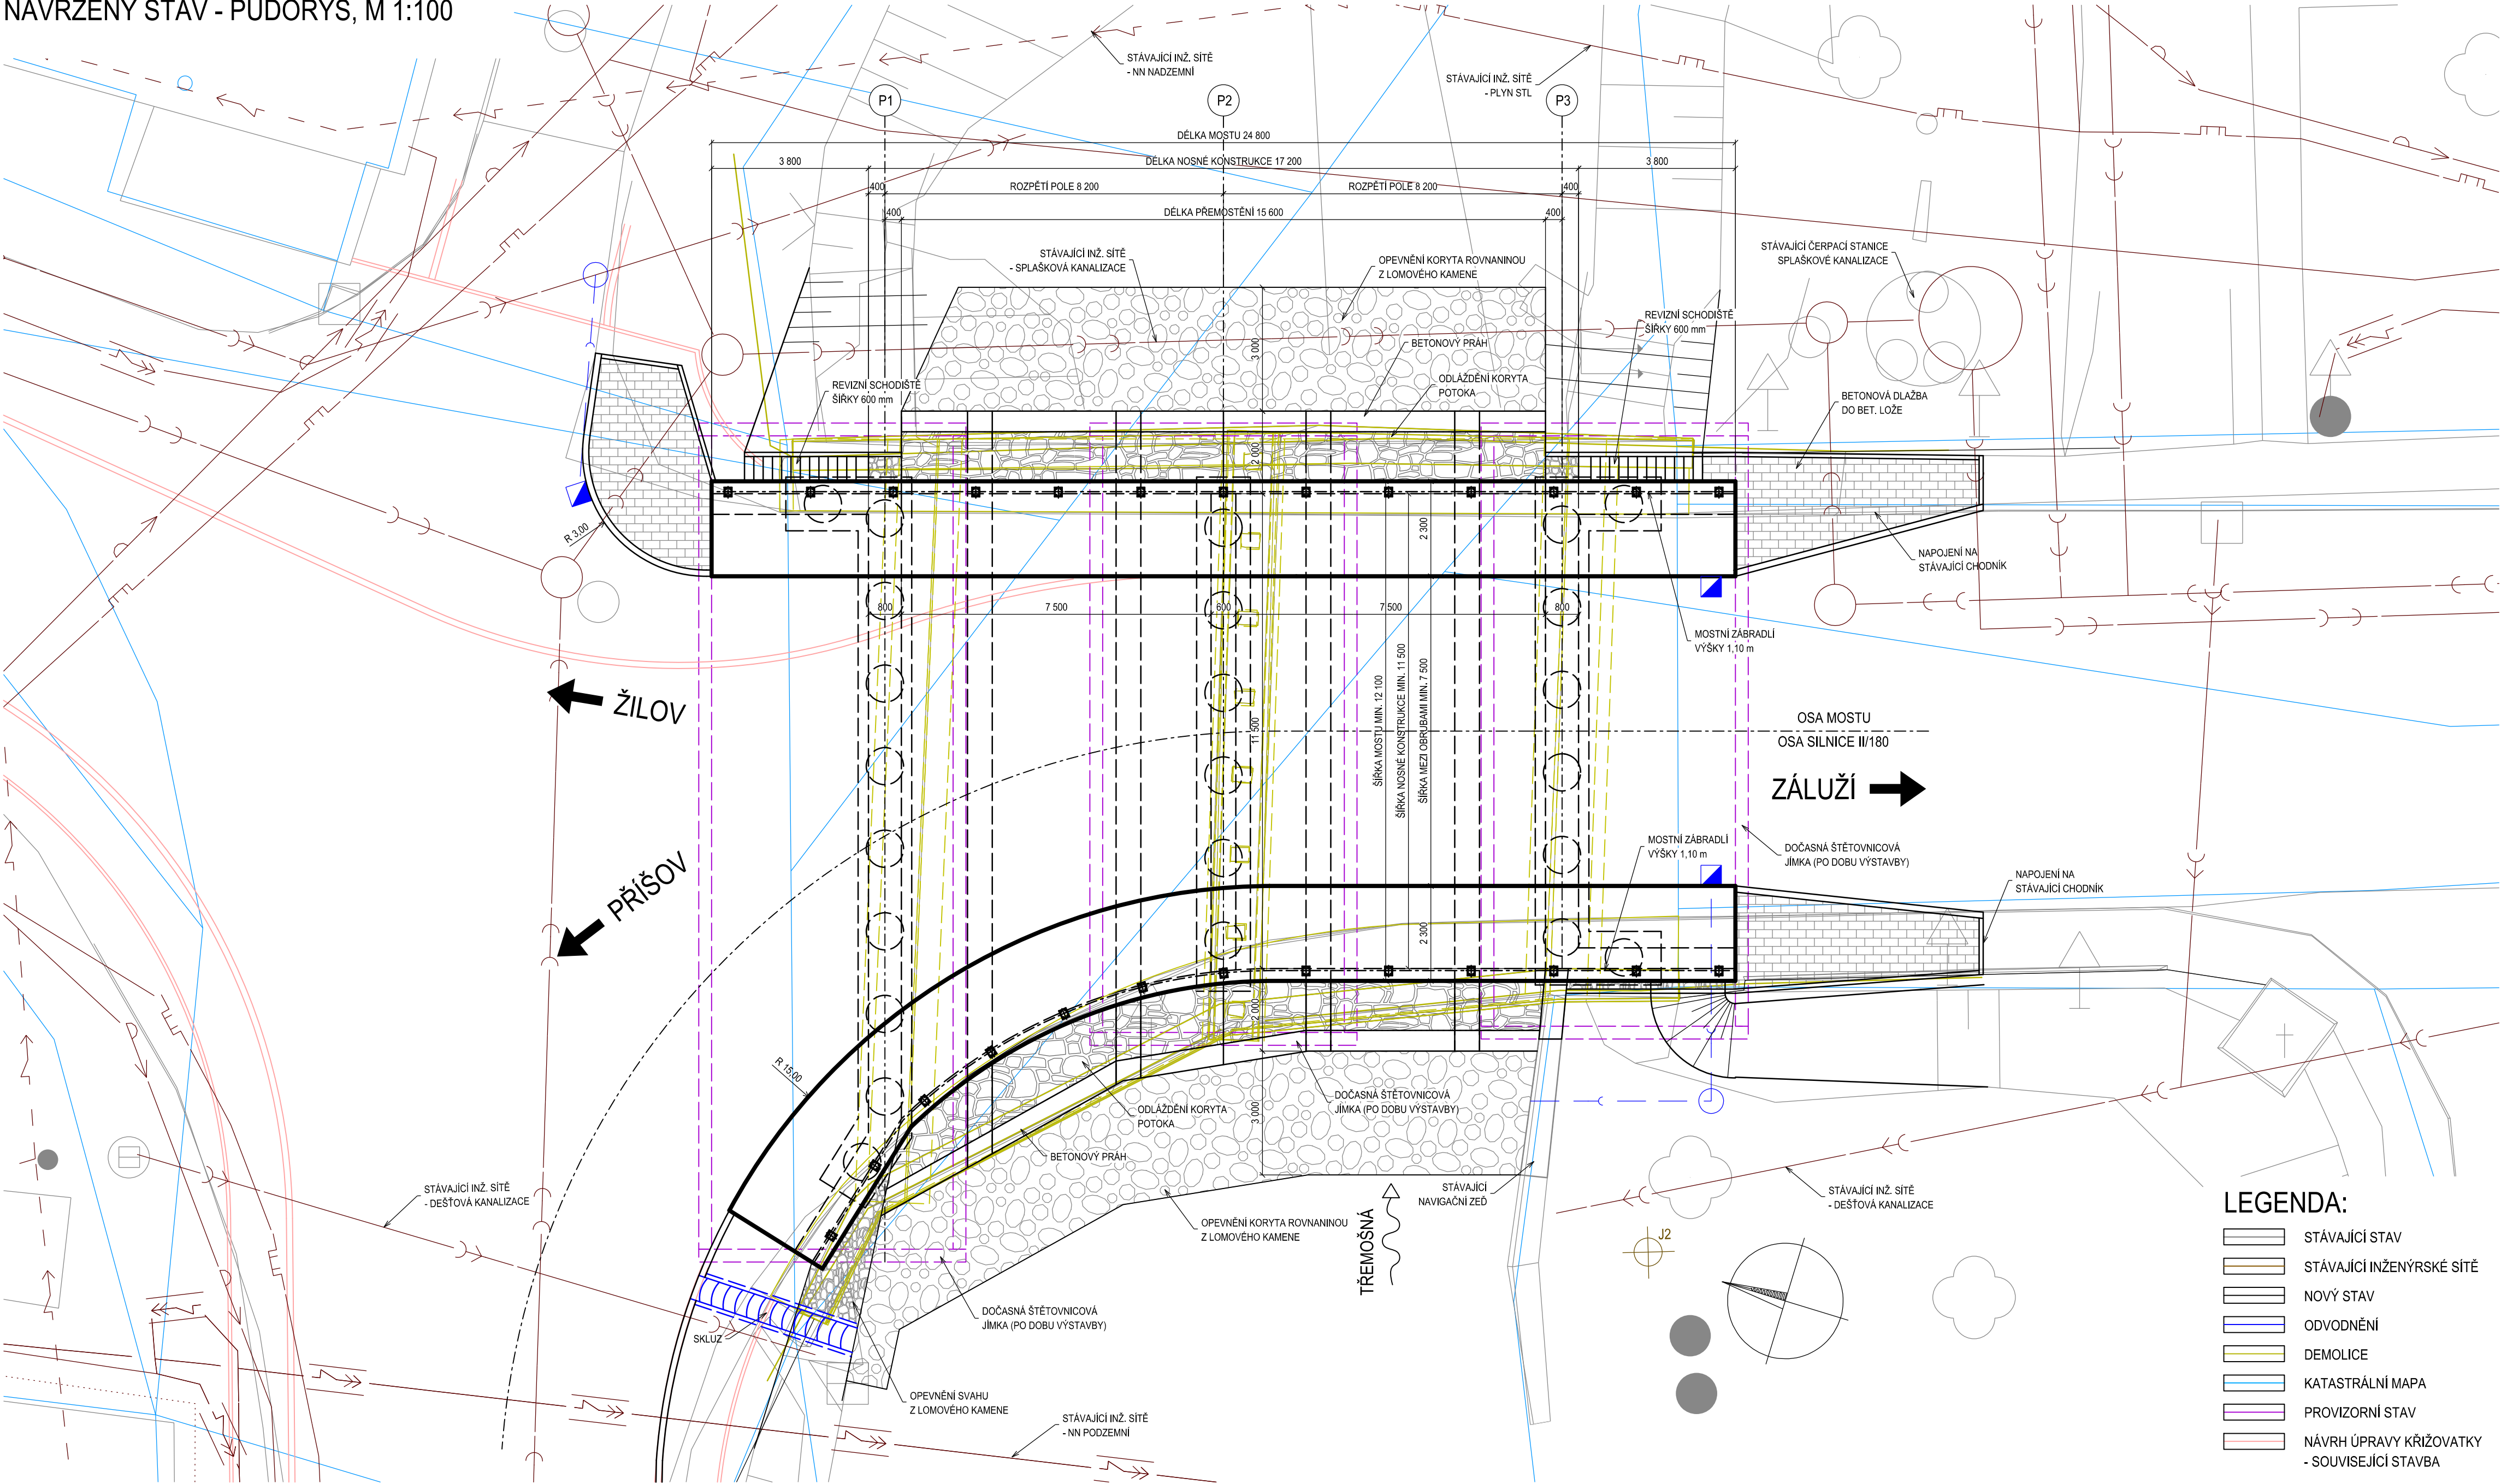 NAVRŽENÝ STAV - PŮDORYS, M 1:100
STÁVAJÍCÍ INŽ. SÍTĚ
- NN NADZEMNÍ
STÁVAJÍCÍ INŽ. SÍTĚ
- PLYN STL
P1
P2
P3
DÉLKA MOSTU 24 800
3 800
DÉLKA NOSNÉ KONSTRUKCE 17 200
3 800
400
ROZPĚTÍ POLE 8 200
ROZPĚTÍ POLE 8 200
400
400
DÉLKA PŘEMOSTĚNÍ 15 600
400
STÁVAJÍCÍ INŽ. SÍTĚ
- SPLAŠKOVÁ KANALIZACE
OPEVNĚNÍ KORYTA ROVNANINOU
Z LOMOVÉHO KAMENE
STÁVAJÍCÍ ČERPACÍ STANICE
SPLAŠKOVÉ KANALIZACE
REVIZNÍ SCHODIŠTĚ
ŠÍŘKY 600 mm
BETONOVÝ PRÁH
3 000
REVIZNÍ SCHODIŠTĚ
ŠÍŘKY 600 mm
ODLÁŽDĚNÍ KORYTA
POTOKA
BETONOVÁ DLAŽBA
DO BET. LOŽE
2 000
R 3,00
2 300
NAPOJENÍ NA
STÁVAJÍCÍ CHODNÍK
800
7 500
600
7 500
800
MOSTNÍ ZÁBRADLÍ
VÝŠKY 1,10 m
ŽILOV
11 500
ŠÍŘKA MOSTU MIN. 12 100
ŠÍŘKA NOSNÉ KONSTRUKCE MIN. 11 500
ŠÍŘKA MEZI OBRUBAMI MIN. 7 500
OSA MOSTU
OSA SILNICE II/180
ZÁLUŽÍ
PŘÍŠOV
MOSTNÍ ZÁBRADLÍ
VÝŠKY 1,10 m
DOČASNÁ ŠTĚTOVNICOVÁ
JÍMKA (PO DOBU VÝSTAVBY)
NAPOJENÍ NA
STÁVAJÍCÍ CHODNÍK
2 300
2 000
R 15,00
DOČASNÁ ŠTĚTOVNICOVÁ
JÍMKA (PO DOBU VÝSTAVBY)
ODLÁŽDĚNÍ KORYTA
POTOKA
3 000
BETONOVÝ PRÁH
STÁVAJÍCÍ INŽ. SÍTĚ
- DEŠŤOVÁ KANALIZACE
STÁVAJÍCÍ
NAVIGAČNÍ ZEĎ
STÁVAJÍCÍ INŽ. SÍTĚ
- DEŠŤOVÁ KANALIZACE
OPEVNĚNÍ KORYTA ROVNANINOU
Z LOMOVÉHO KAMENE
TŘEMOŠNÁ
J2
DOČASNÁ ŠTĚTOVNICOVÁ
JÍMKA (PO DOBU VÝSTAVBY)
SKLUZ
OPEVNĚNÍ SVAHU
Z LOMOVÉHO KAMENE
STÁVAJÍCÍ INŽ. SÍTĚ
- NN PODZEMNÍ
LEGENDA:
STÁVAJÍCÍ STAV
STÁVAJÍCÍ INŽENÝRSKÉ SÍTĚ
NOVÝ STAV
ODVODNĚNÍ
DEMOLICE
KATASTRÁLNÍ MAPA
PROVIZORNÍ STAV
NÁVRH ÚPRAVY KŘIŽOVATKY
- SOUVISEJÍCÍ STAVBA